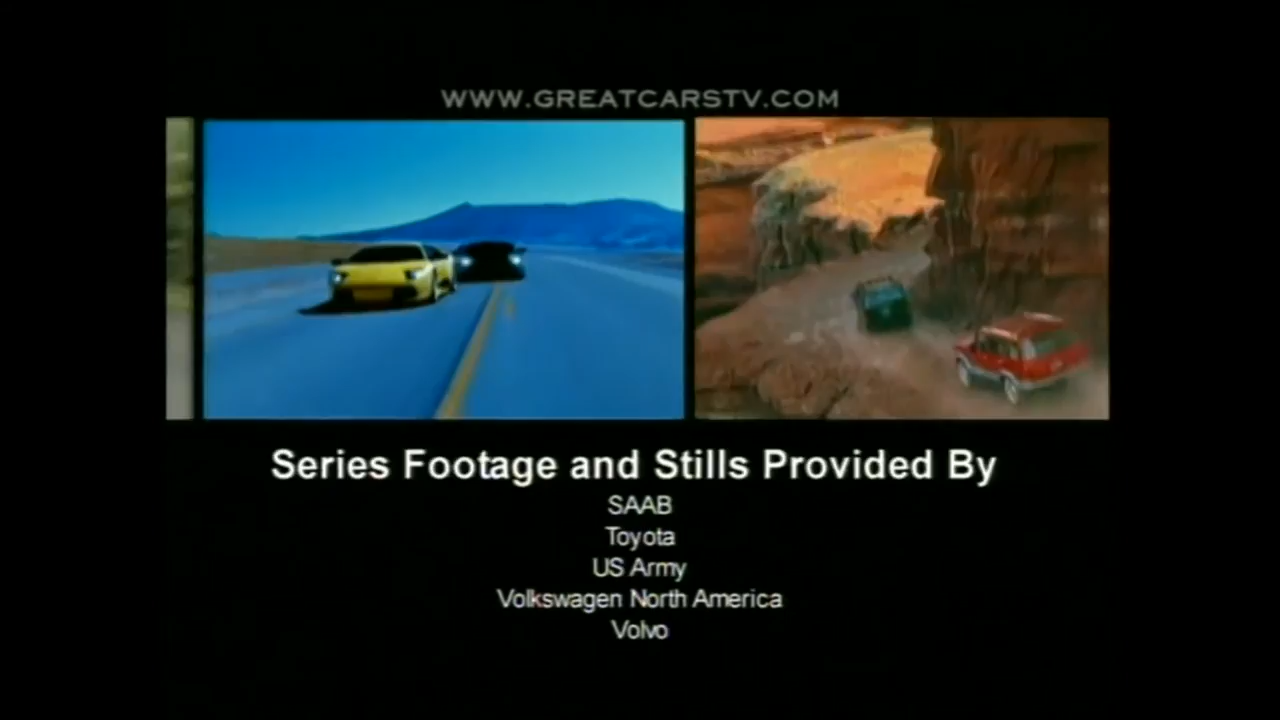 WWW.GREATCARSTV.COM
Series Footage and Stills Provided By
SAAB
Toyota
US Army
Volkswagen North America
Volvo